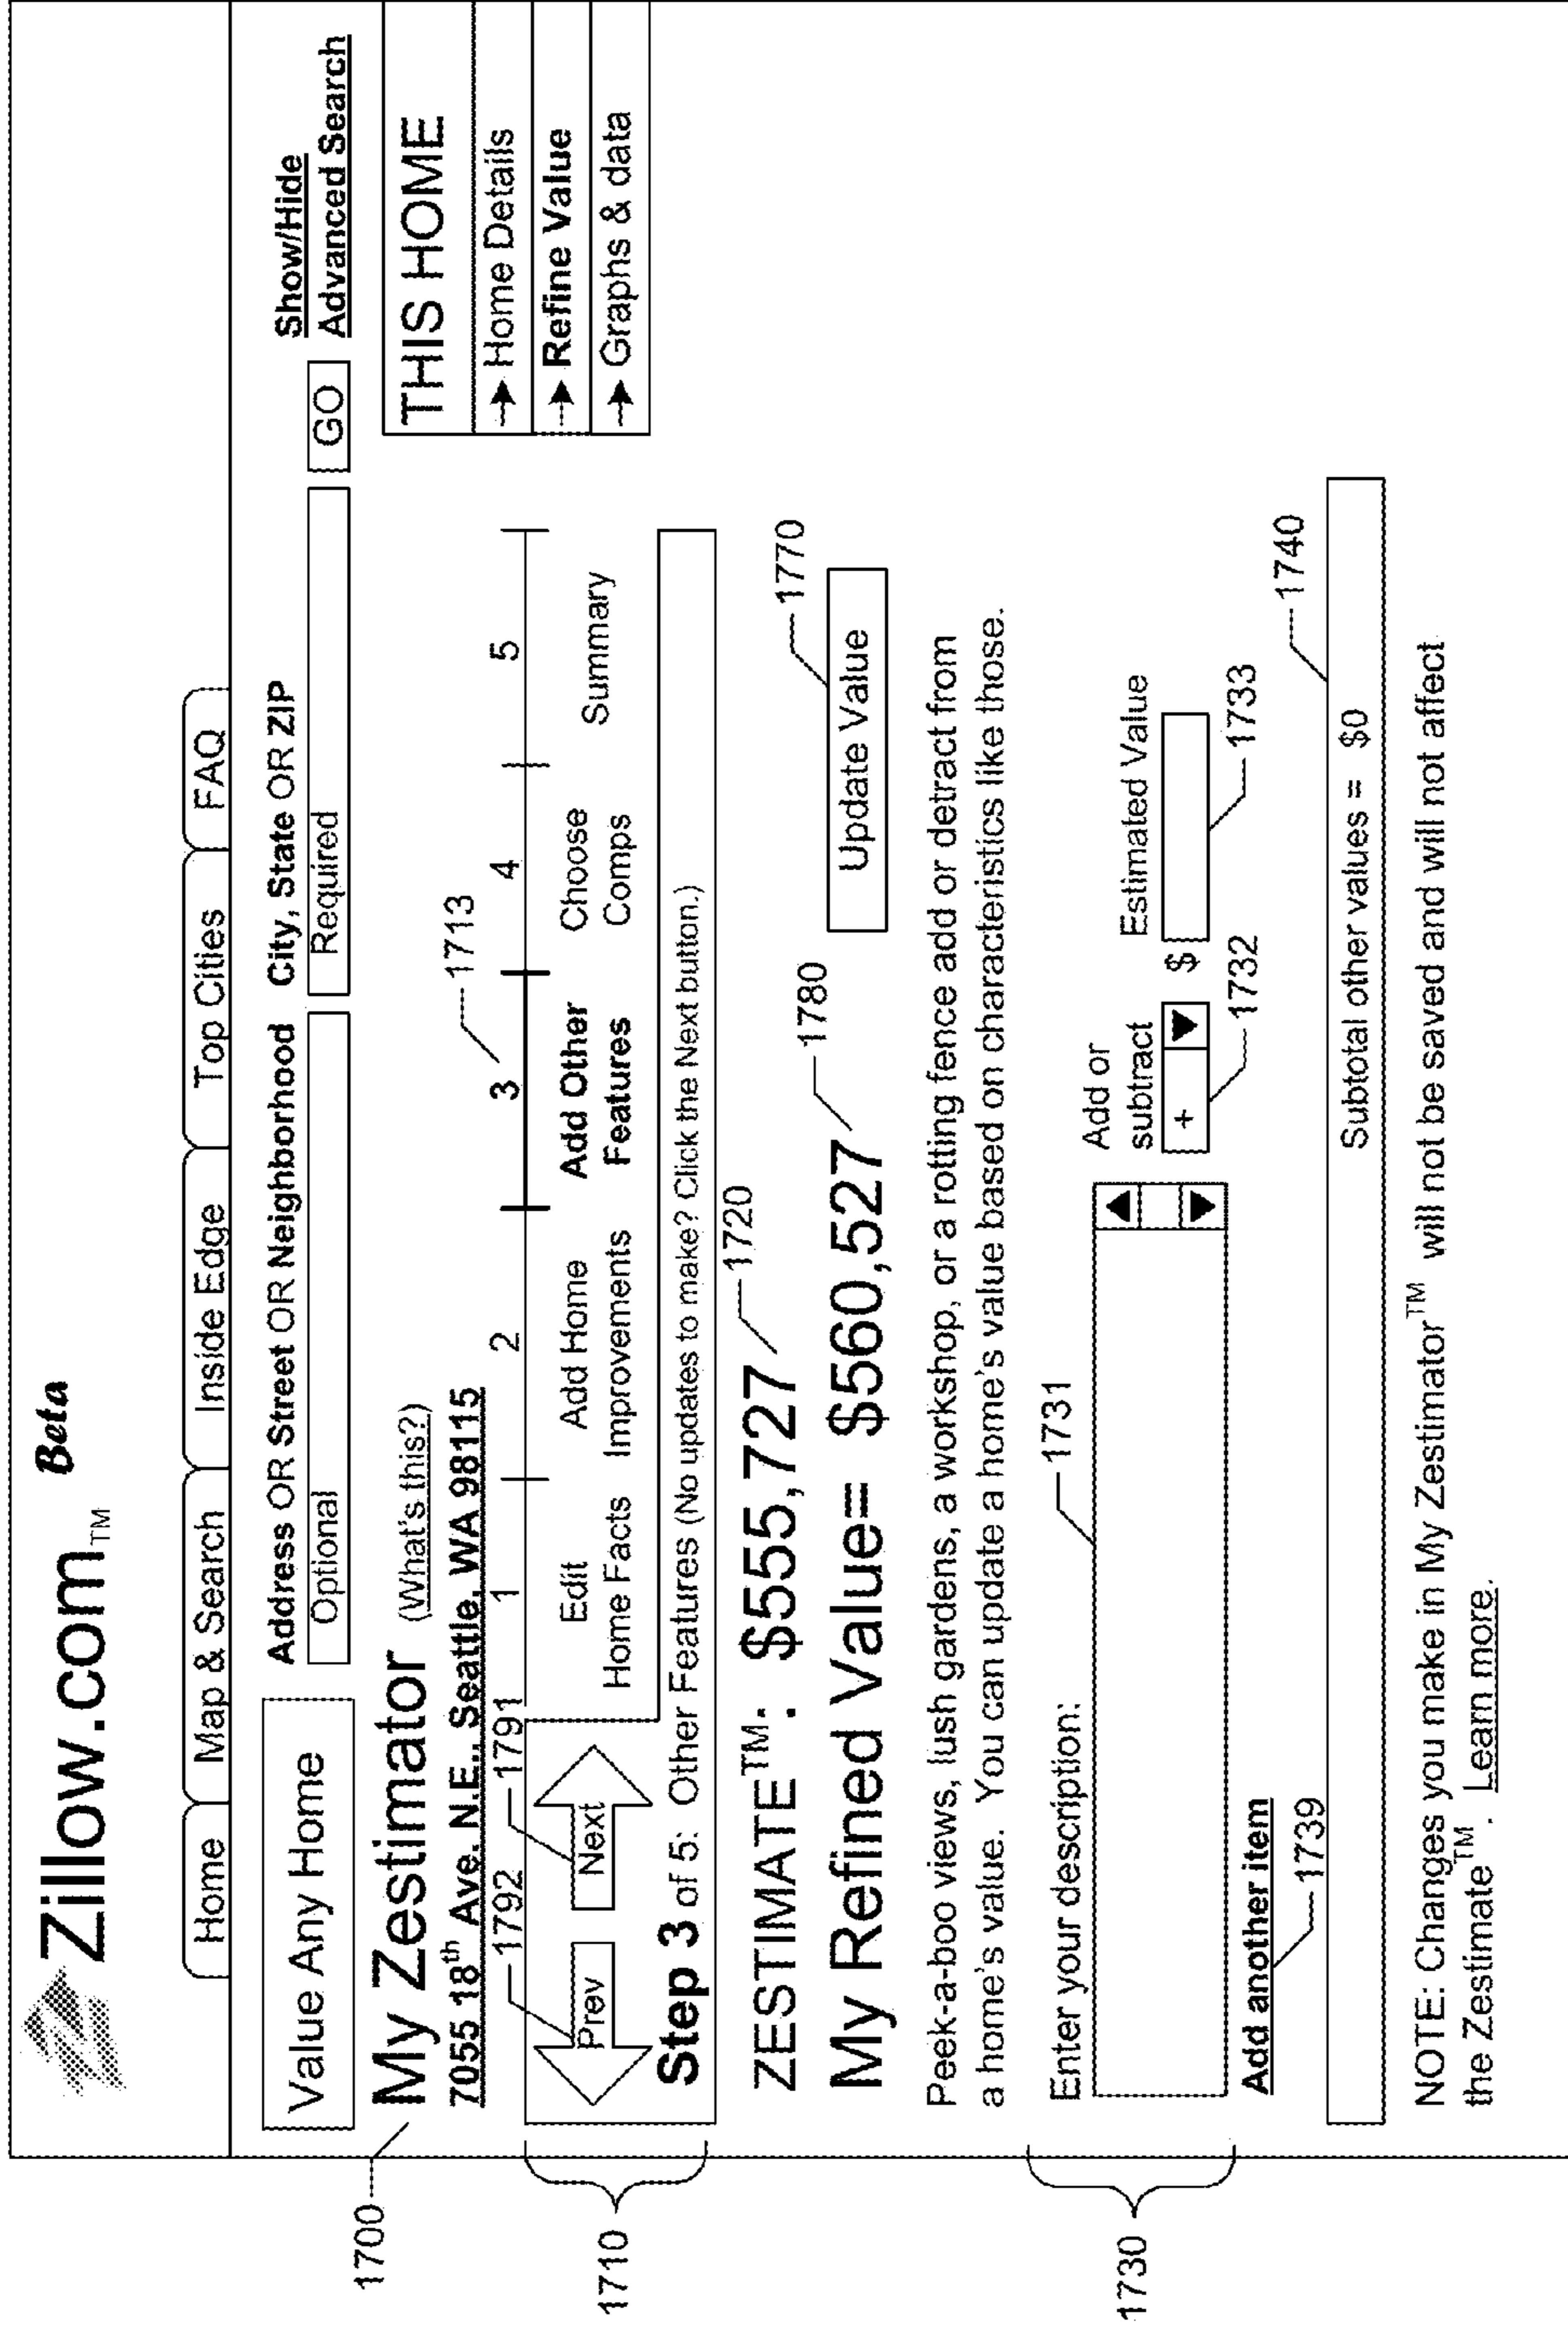 Zillow.com™ Beta
Home Map & Search Inside Edge Top Cities FAQ
Value Any Home
Address OR Street OR Neighborhood City, State OR ZIP
Optional Required GO
Show/Hide
Advanced Search
1700
My Zestimator (What's this?)
7055 18th Ave. N.E., Seattle, WA 98115
THIS HOME
→ Home Details
→ Refine Value
→ Graphs & data
1792 1791 1713
1710
Prev Next
1 2 3 4 5
Edit Add Home Add Other Choose Summary
Home Facts Improvements Features Comps
Step 3 of 5: Other Features (No updates to make? Click the Next button.)
1720
ZESTIMATE™: $555,727
1780 1770
My Refined Value= $560,527 Update Value
Peek-a-boo views, lush gardens, a workshop, or a rotting fence add or detract from
a home's value. You can update a home's value based on characteristics like those.
1730
1731
Enter your description: Add or
subtract Estimated Value
+ $
1732 1733
Add another item
1739 1740
Subtotal other values = $0
NOTE: Changes you make in My Zestimator™ will not be saved and will not affect
the Zestimate™. Learn more.